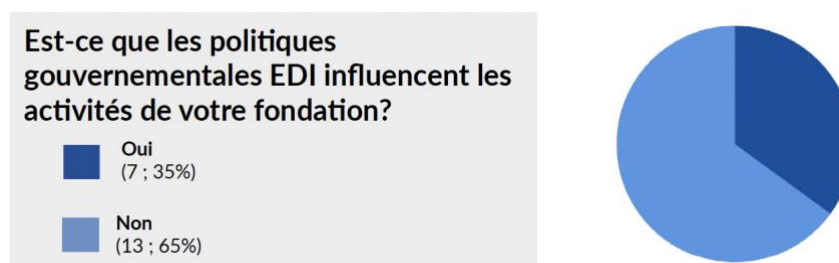 Est-ce que les politiques
gouvernementales EDI influencent les
activités de votre fondation?
Oui
(7 ; 35%)
Non
(13 ; 65%)